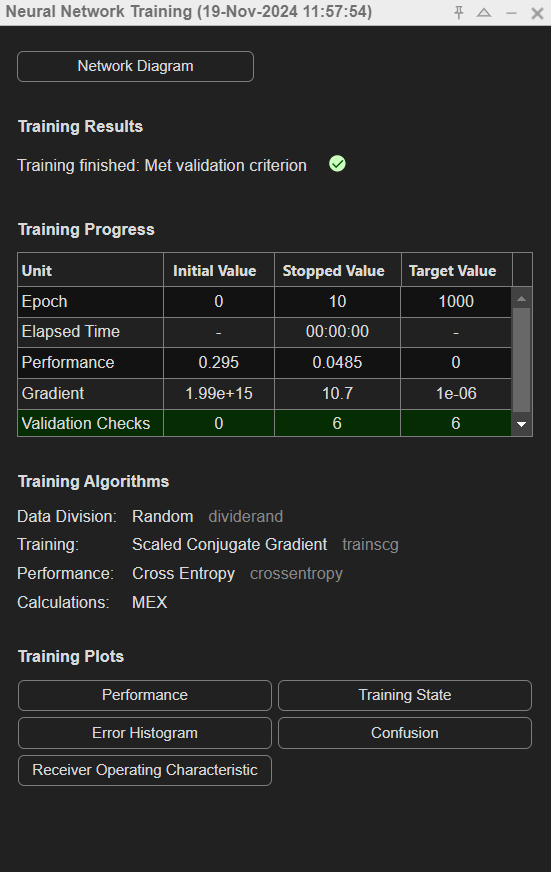 Neural Network Training (19-Nov-2024 11:57:54)
Network Diagram
Training Results
Training finished: Met validation criterion
Training Progress
Unit Initial Value Stopped Value Target Value
Epoch 0 10 1000
Elapsed Time - 00:00:00 -
Performance 0.295 0.0485 0
Gradient 1.99e+15 10.7 1e-06
Validation Checks 0 6 6
Training Algorithms
Data Division: Random dividerand
Training: Scaled Conjugate Gradient trainscg
Performance: Cross Entropy crossentropy
Calculations: MEX
Training Plots
Performance Training State
Error Histogram Confusion
Receiver Operating Characteristic